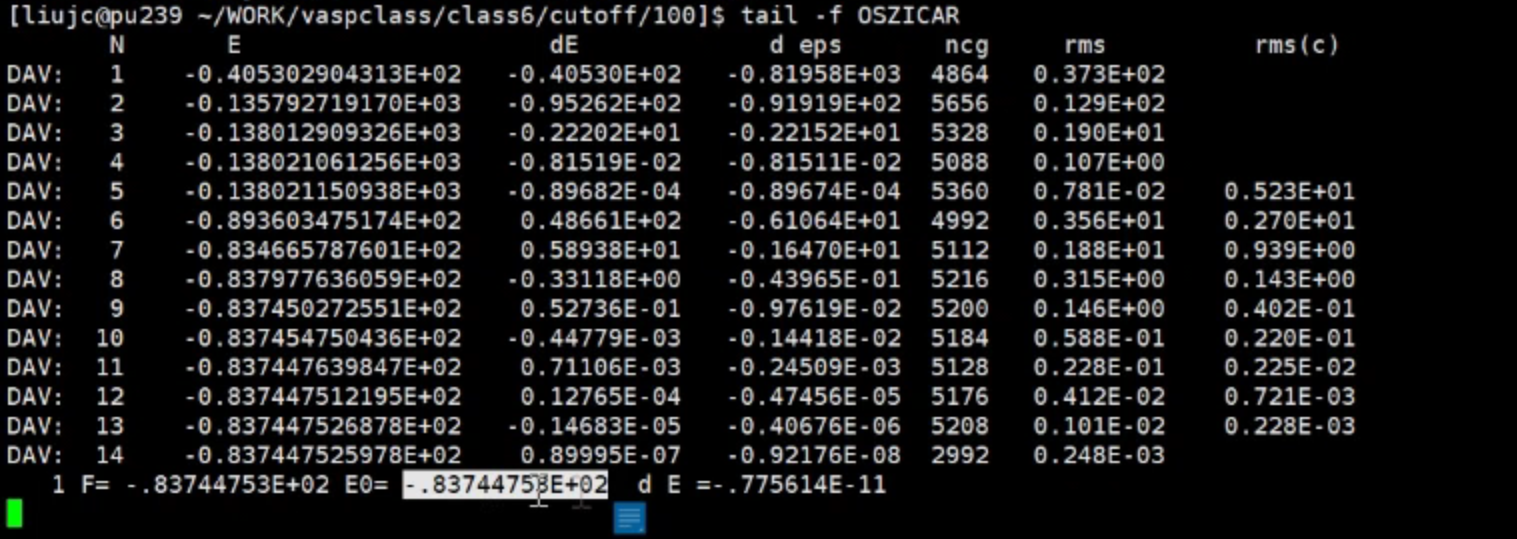 [liujc@pu239 ~/WORK/vaspclass/class6/cutoff/100]$ tail -f OSZICAR
N E dE d eps ncg rms rms(c)
DAV: 1 -0.405302904313E+02 -0.40530E+02 -0.81958E+03 4864 0.373E+02
DAV: 2 -0.135792719170E+03 -0.95262E+02 -0.91919E+02 5656 0.129E+02
DAV: 3 -0.138012909326E+03 -0.22202E+01 -0.22152E+01 5328 0.190E+01
DAV: 4 -0.138021061256E+03 -0.81519E-02 -0.81511E-02 5088 0.107E+00
DAV: 5 -0.138021150938E+03 -0.89682E-04 -0.89674E-04 5360 0.781E-02 0.523E+01
DAV: 6 -0.893603475174E+02 0.48661E+02 -0.61064E+01 4992 0.356E+01 0.270E+01
DAV: 7 -0.834665787601E+02 0.58938E+01 -0.16470E+01 5112 0.188E+01 0.939E+00
DAV: 8 -0.837977636059E+02 -0.33118E+00 -0.43965E-01 5216 0.315E+00 0.143E+00
DAV: 9 -0.837450272551E+02 0.52736E-01 -0.97619E-02 5200 0.146E+00 0.402E-01
DAV: 10 -0.837454750436E+02 -0.44779E-03 -0.14418E-02 5184 0.588E-01 0.220E-01
DAV: 11 -0.837447639847E+02 0.71106E-03 -0.24509E-03 5128 0.228E-01 0.225E-02
DAV: 12 -0.837447512195E+02 0.12765E-04 -0.47456E-05 5176 0.412E-02 0.721E-03
DAV: 13 -0.837447526878E+02 -0.14683E-05 -0.40676E-06 5208 0.101E-02 0.228E-03
DAV: 14 -0.837447525978E+02 0.89995E-07 -0.92176E-08 2992 0.248E-03
1 F= -.83744753E+02 E0= -.83744753E+02 d E =-.775614E-11